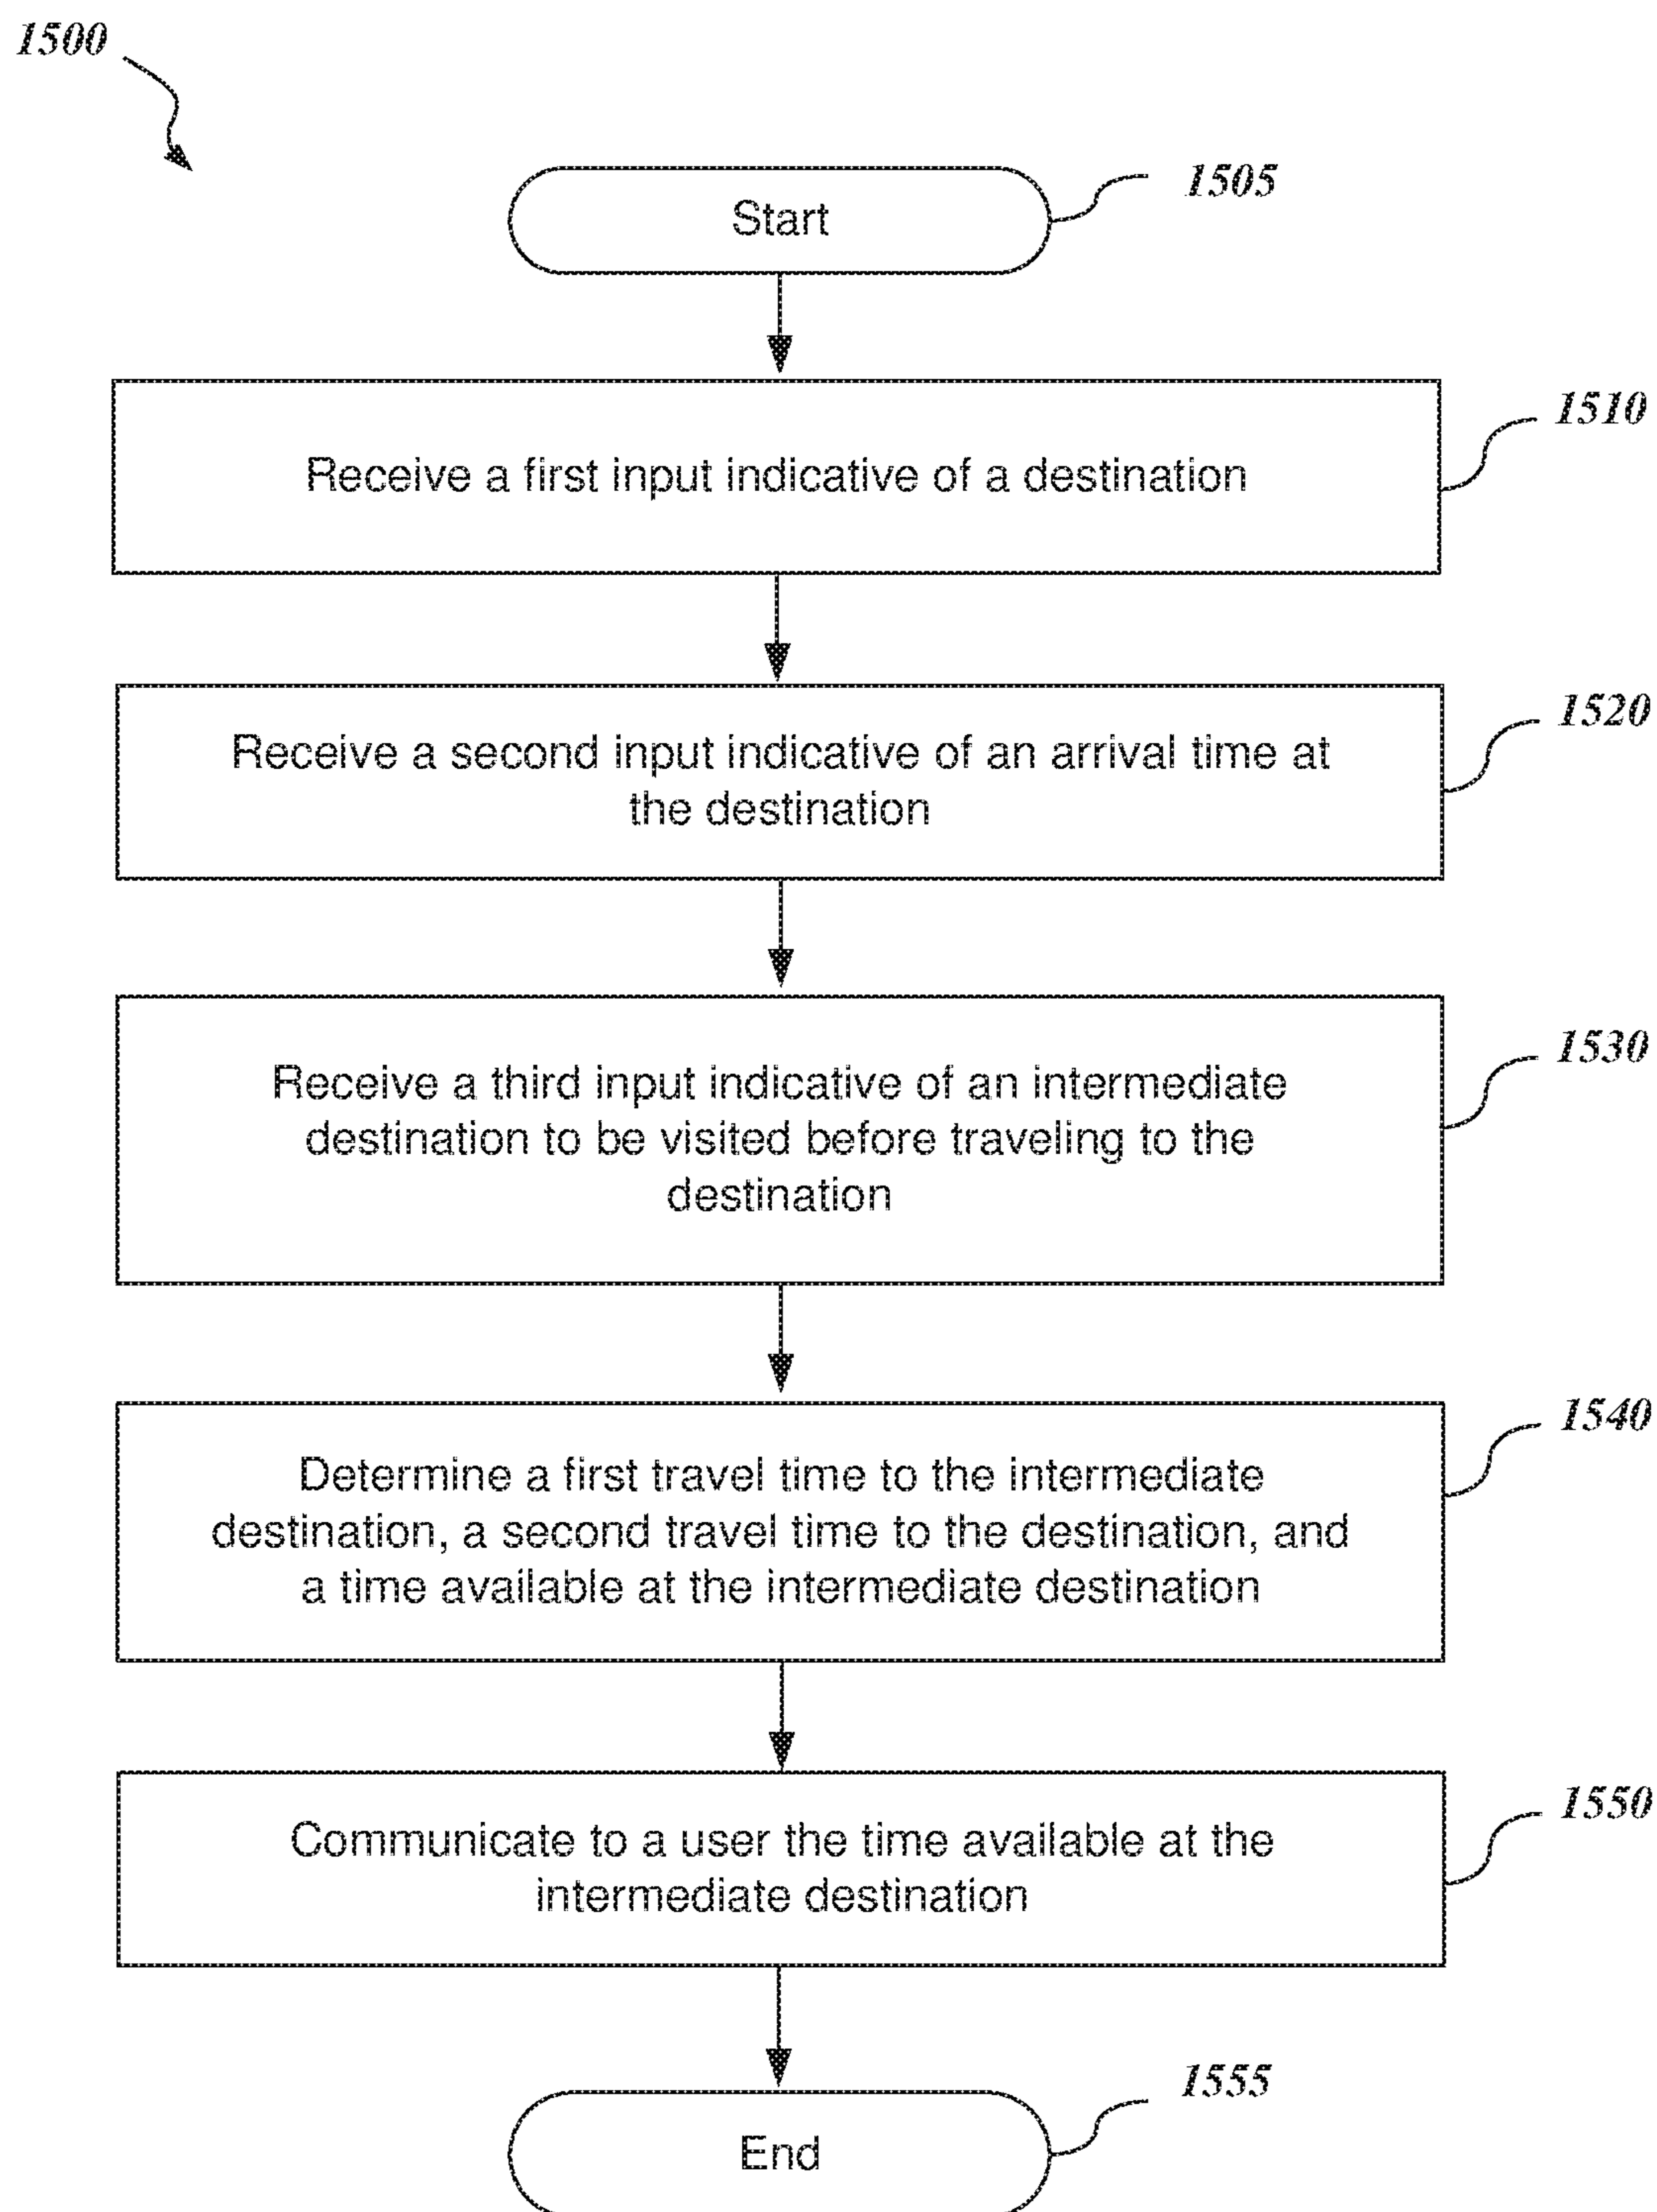 1500
Start
1505
Receive a first input indicative of a destination
1510
Receive a second input indicative of an arrival time at
the destination
1520
Receive a third input indicative of an intermediate
destination to be visited before traveling to the
destination
1530
Determine a first travel time to the intermediate
destination, a second travel time to the destination, and
a time available at the intermediate destination
1540
Communicate to a user the time available at the
intermediate destination
1550
End
1555